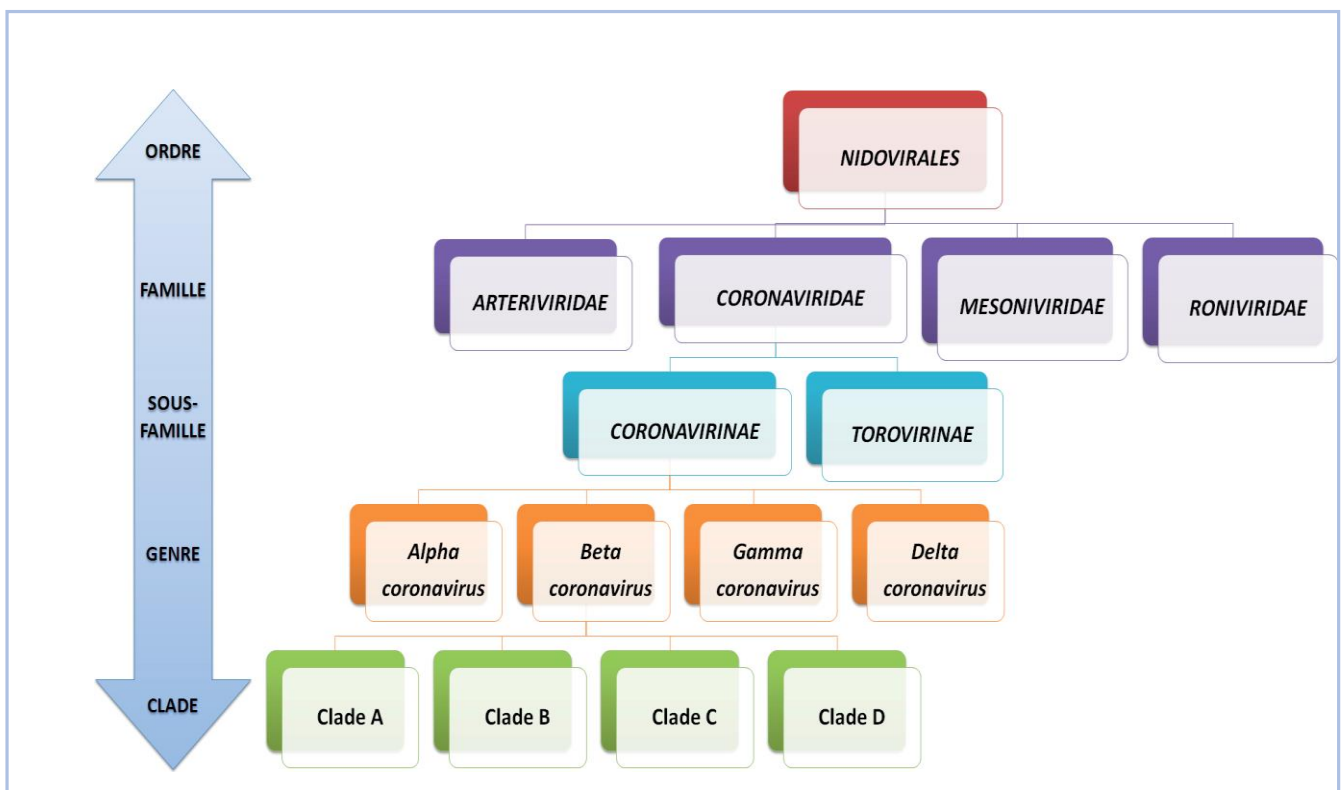 ORDRE
NIDOVIRALES
FAMILLE
ARTERIVIRIDAE
CORONAVIRIDAE
MESONIVIRIDAE
RONIVIRIDAE
SOUS-
FAMILLE
CORONAVIRINAE
TOROVIRINAE
GENRE
Alpha
coronavirus
Beta
coronavirus
Gamma
coronavirus
Delta
coronavirus
CLADE
Clade A
Clade B
Clade C
Clade D